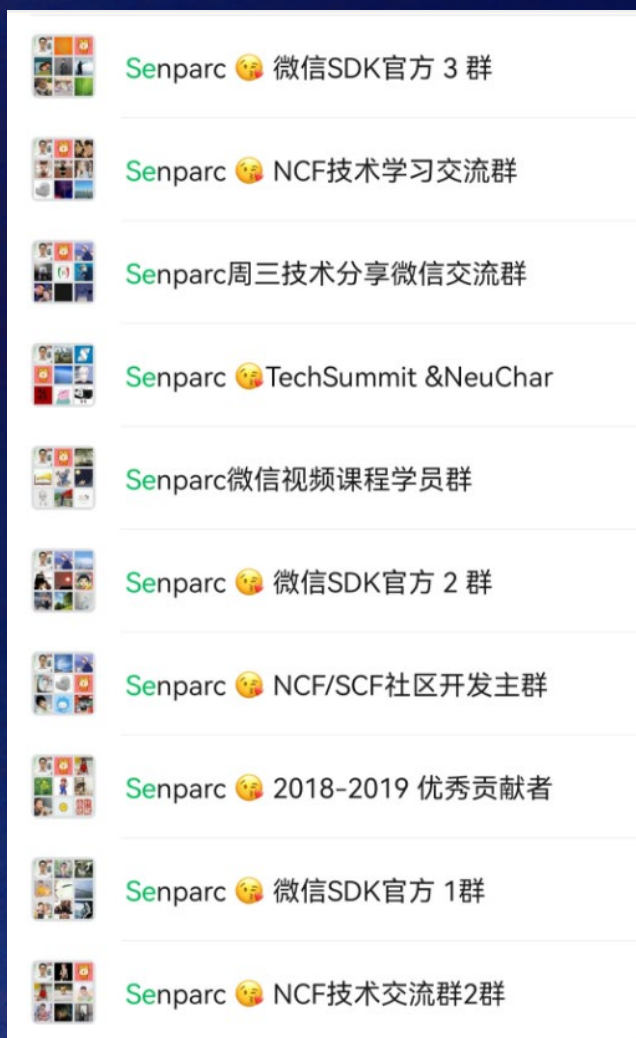 Senparc 😘 微信SDK官方 3 群
Senparc 😘 NCF技术学习交流群
Senparc周三技术分享微信交流群
Senparc 😘TechSummit &NeuChar
Senparc微信视频课程学员群
Senparc 😘 微信SDK官方 2 群
Senparc 😘 NCF/SCF社区开发主群
Senparc 😘 2018-2019 优秀贡献者
Senparc 😘 微信SDK官方 1群
Senparc 😘 NCF技术交流群2群